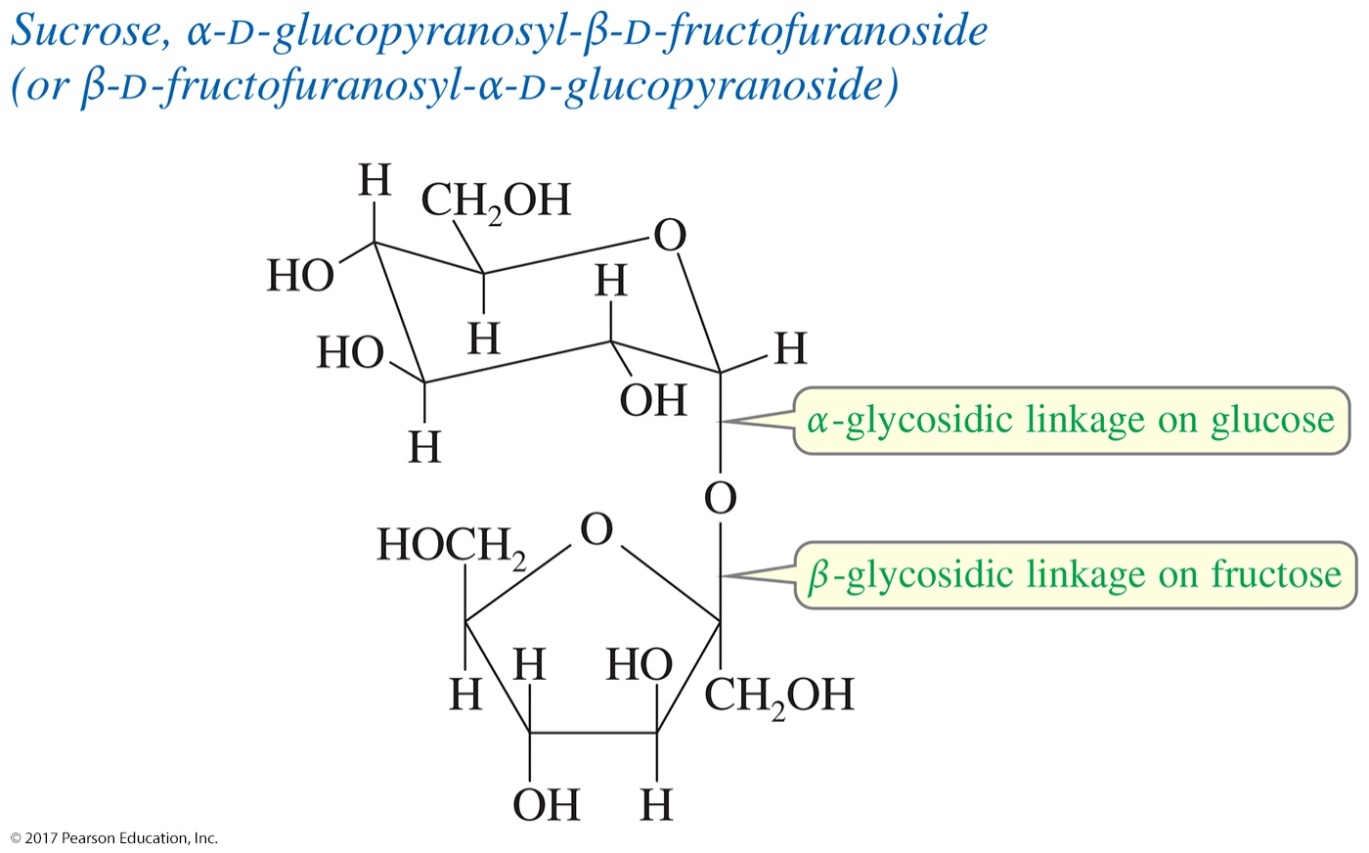 Sucrose, α-D-glucopyranosyl-β-D-fructofuranoside
(or β-D-fructofuranosyl-α-D-glucopyranoside)
H
CH₂OH
O
HO
H
H
HO
H
OH
α-glycosidic linkage on glucose
H
O
HOCH₂
O
β-glycosidic linkage on fructose
H
HO
H
CH₂OH
OH
H
© 2017 Pearson Education, Inc.